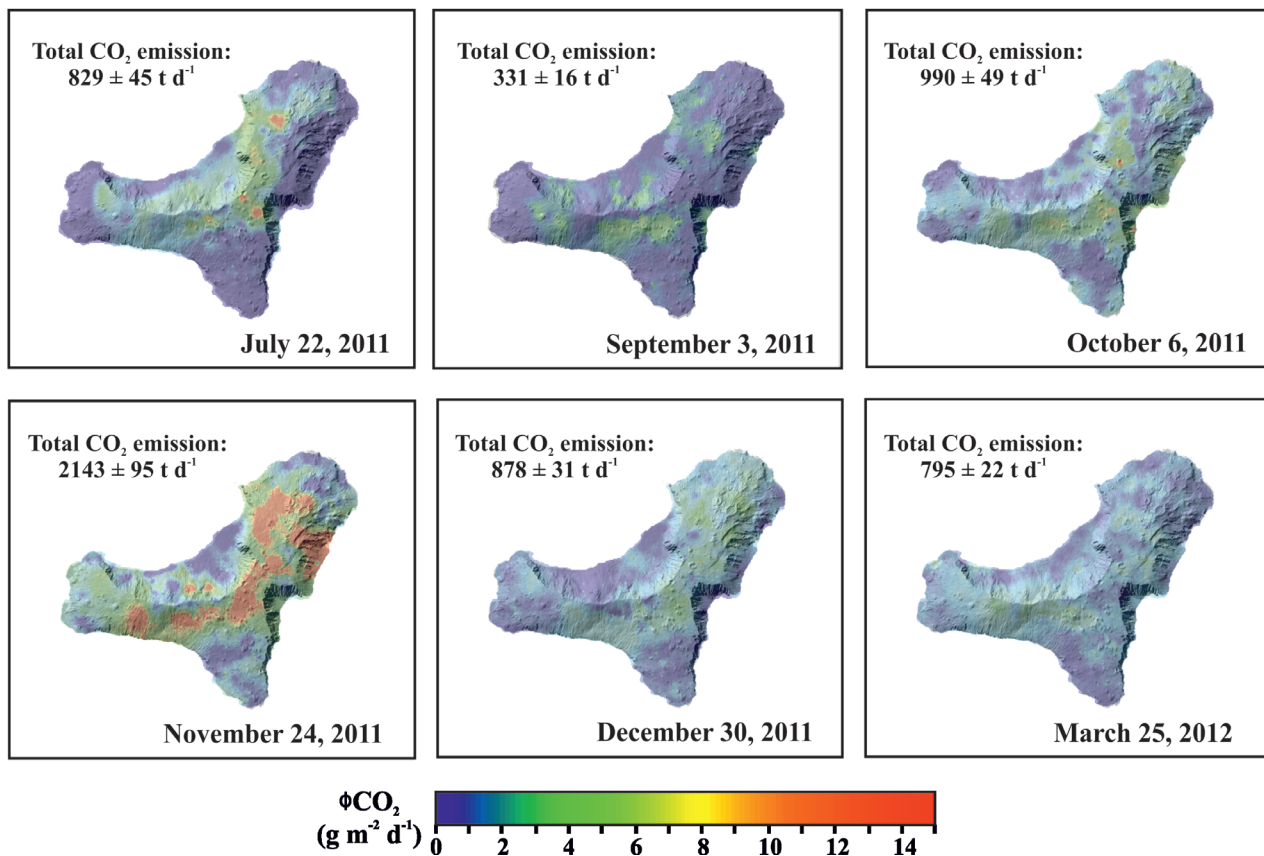 Total CO₂ emission:
829 ± 45 t d⁻¹
July 22, 2011
Total CO₂ emission:
331 ± 16 t d⁻¹
September 3, 2011
Total CO₂ emission:
990 ± 49 t d⁻¹
October 6, 2011
Total CO₂ emission:
2143 ± 95 t d⁻¹
November 24, 2011
Total CO₂ emission:
878 ± 31 t d⁻¹
December 30, 2011
Total CO₂ emission:
795 ± 22 t d⁻¹
March 25, 2012
ϕCO₂
(g m⁻² d⁻¹)
0 2 4 6 8 10 12 14